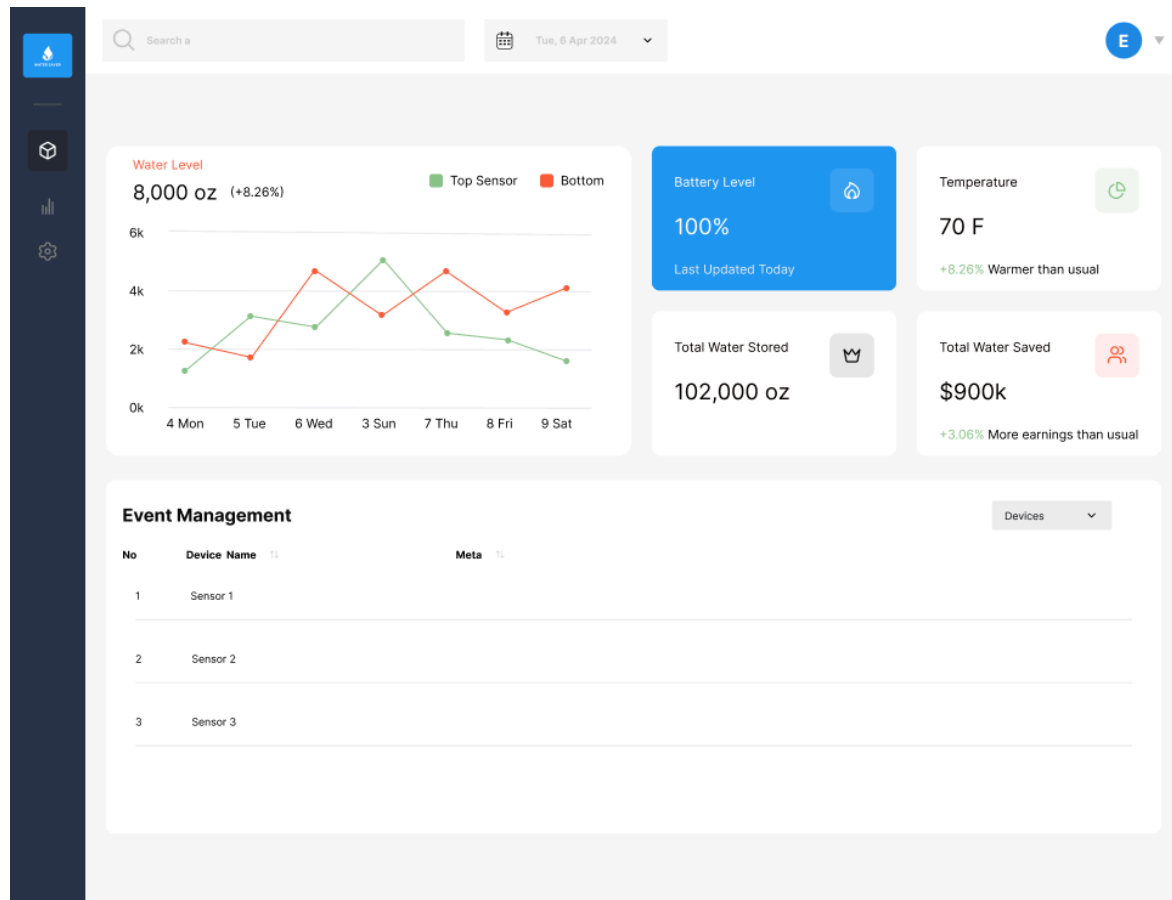 WATER SAVER
Search a
Tue, 6 Apr 2024
E
Water Level
8,000 oz (+8.26%)
Top Sensor Bottom
6k
4k
2k
0k
4 Mon 5 Tue 6 Wed 3 Sun 7 Thu 8 Fri 9 Sat
Battery Level
100%
Last Updated Today
Temperature
70 F
+8.26% Warmer than usual
Total Water Stored
102,000 oz
Total Water Saved
$900k
+3.06% More earnings than usual
Event Management
Devices
No Device Name Meta
1 Sensor 1
2 Sensor 2
3 Sensor 3